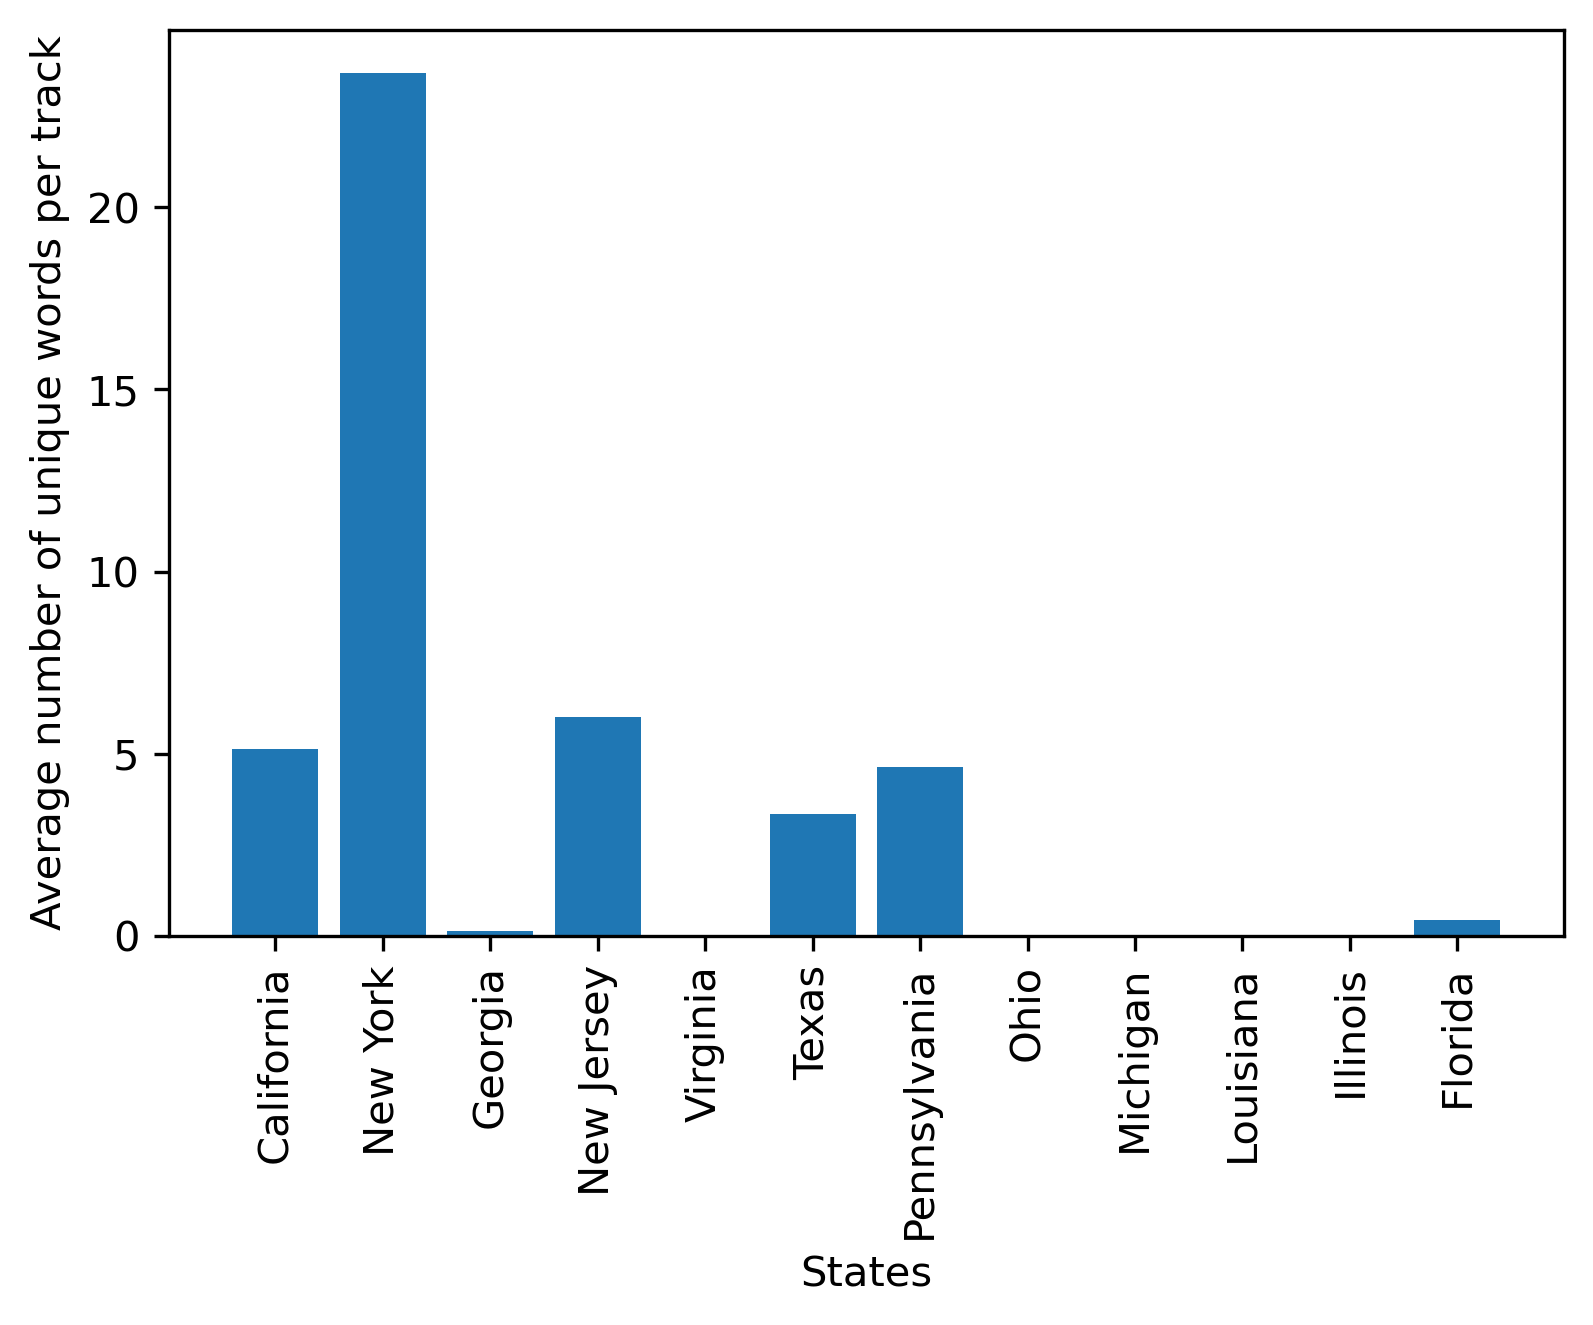 Average number of unique words per track
20
15
10
5
0
California
New York
Georgia
New Jersey
Virginia
Texas
Pennsylvania
Ohio
Michigan
Louisiana
Illinois
Florida
States